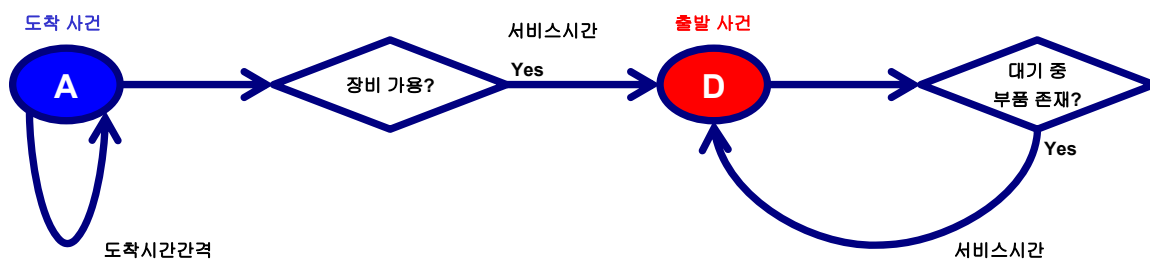 도착 사건
A
도착시간간격
장비 가용?
서비스시간
Yes
출발 사건
D
대기 중
부품 존재?
Yes
서비스시간